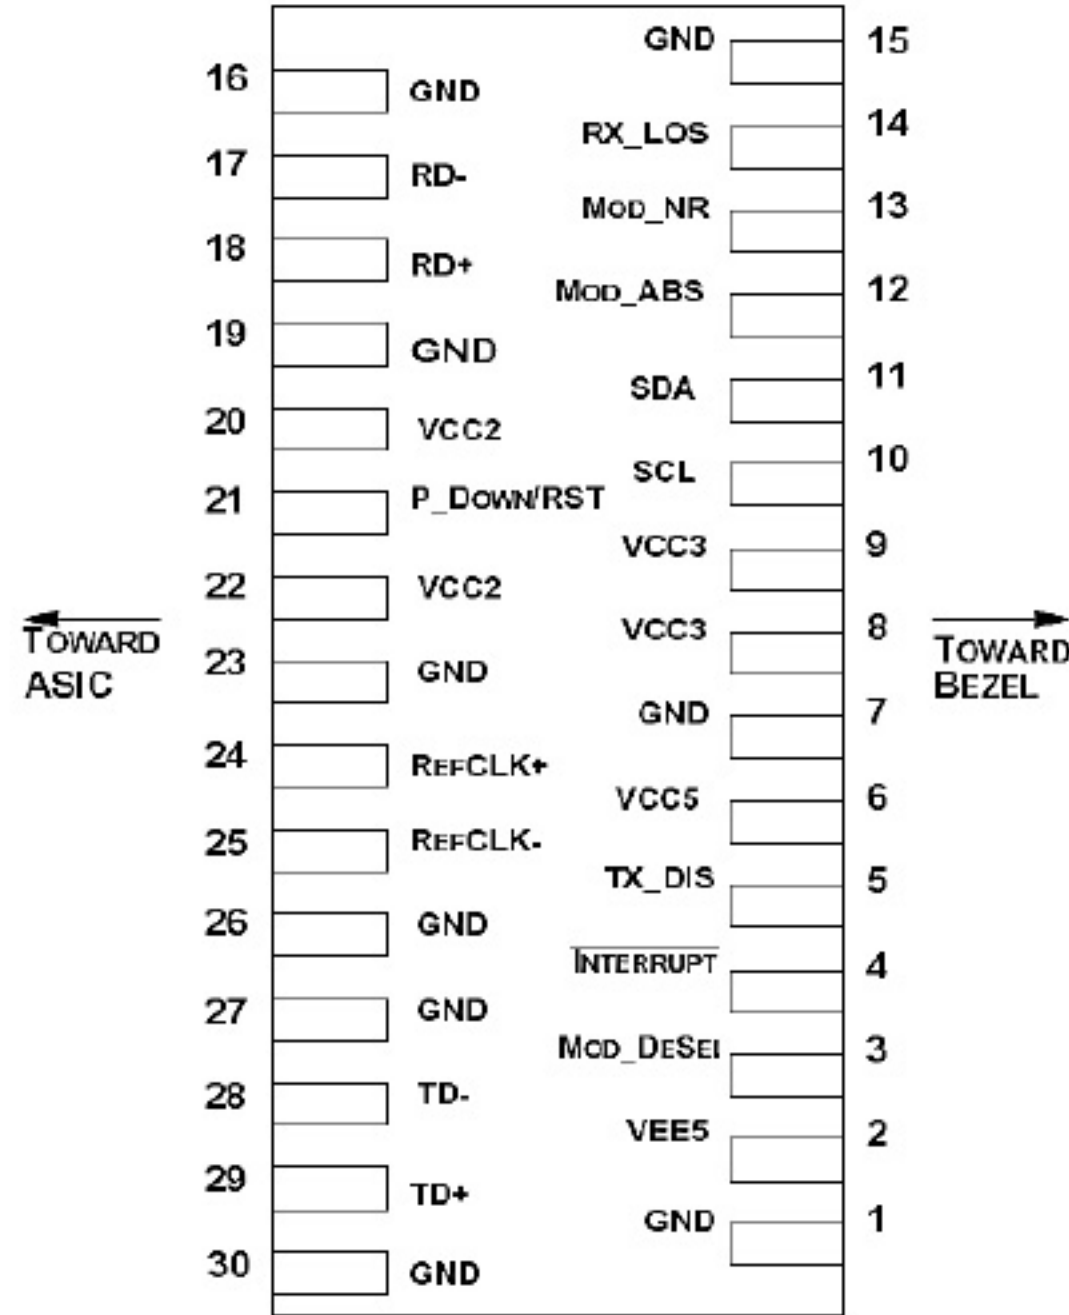 GND 15
16 GND
RX_LOS 14
17 RD-
MOD_NR 13
18 RD+
MOD_ABS 12
19 GND
SDA 11
20 VCC2
SCL 10
21 P_DOWN/RST
VCC3 9
22 VCC2
VCC3 8
TOWARD
ASIC
TOWARD
BEZEL
23 GND
GND 7
24 REFCLK+
VCC5 6
25 REFCLK-
TX_DIS 5
26 GND
INTERRUPT 4
27 GND
MOD_DESEL 3
28 TD-
VEE5 2
29 TD+
GND 1
30 GND